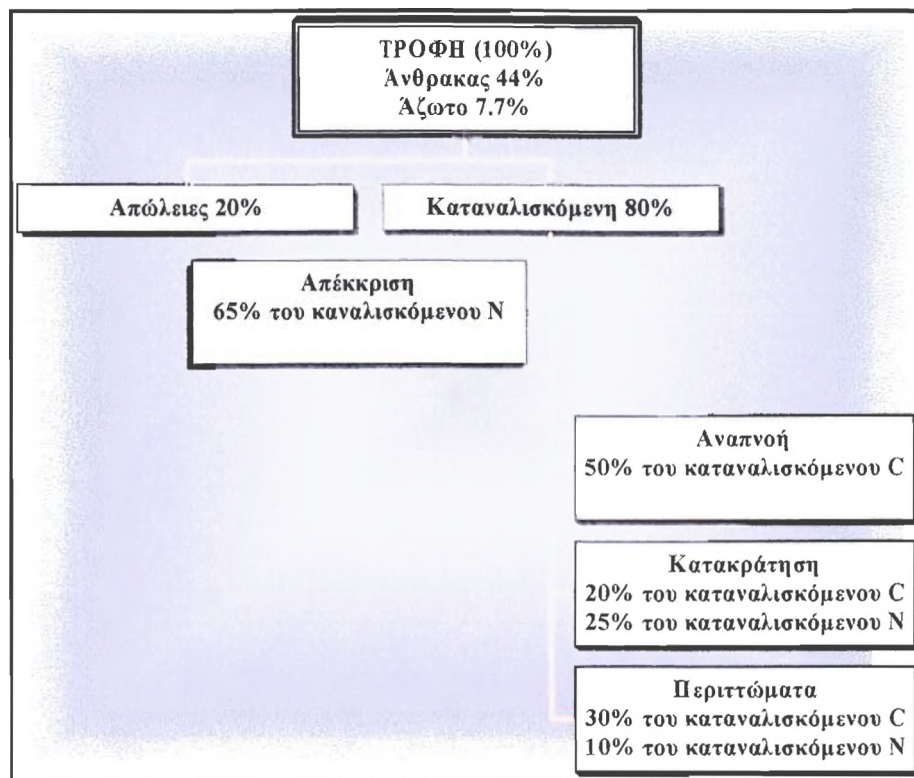 ΤΡΟΦΗ (100%)
Άνθρακας 44%
Άζωτο 7.7%
Απώλειες 20%
Καταναλισκόμενη 80%
Απέκκριση
65% του καναλισκόμενου Ν
Αναπνοή
50% του καταναλισκόμενου C
Κατακράτηση
20% του καταναλισκόμενου C
25% του καταναλισκόμενου Ν
Περιττώματα
30% του καταναλισκόμενου C
10% του καταναλισκόμενου Ν